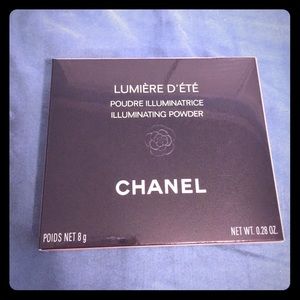 LUMIÈRE D'ÉTÉ
POUDRE ILLUMINATRICE
ILLUMINATING POWDER
CHANEL
POIDS NET 8 g NET WT. 0.28 OZ.